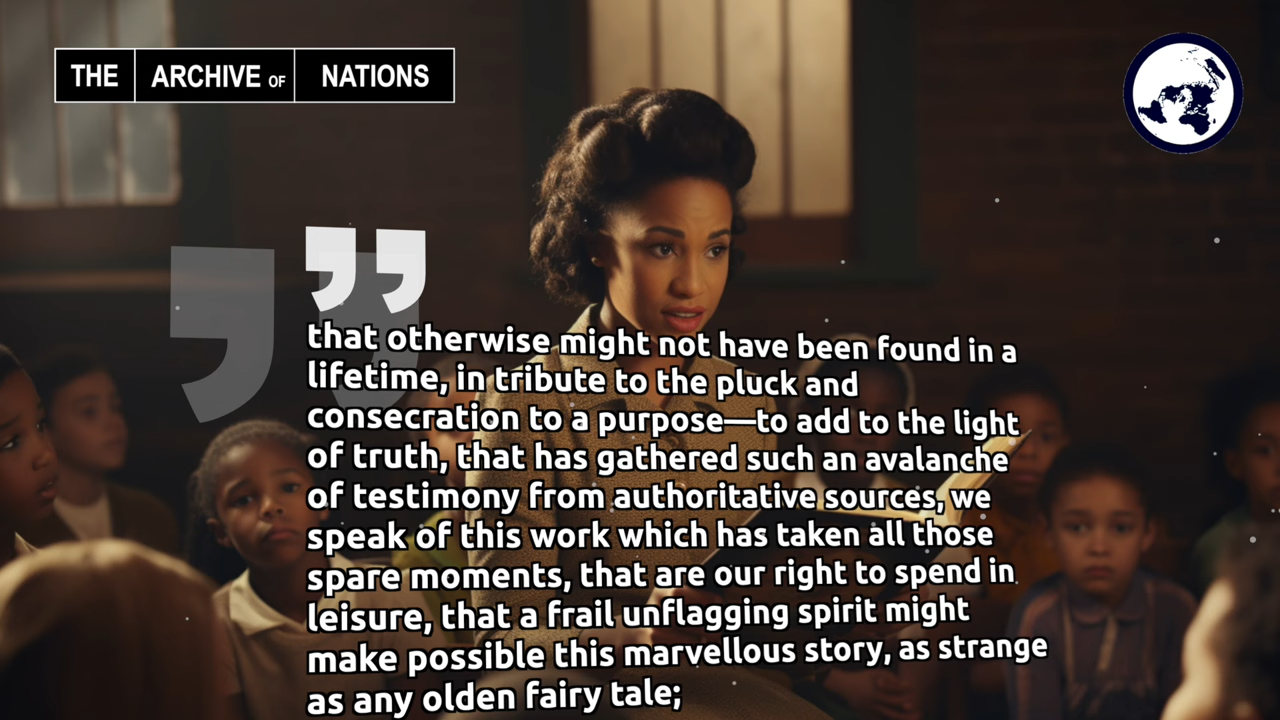 THE ARCHIVE OF NATIONS
that otherwise might not have been found in a
lifetime, in tribute to the pluck and
consecration to a purpose—to add to the light
of truth, that has gathered such an avalanche
of testimony from authoritative sources, we
speak of this work which has taken all those
spare moments, that are our right to spend in
leisure, that a frail unflagging spirit might
make possible this marvellous story, as strange
as any olden fairy tale;